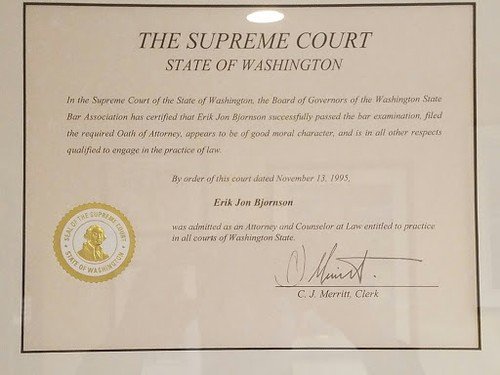 THE SUPREME COURT
STATE OF WASHINGTON
In the Supreme Court of the State of Washington, the Board of Governors of the Washington State
Bar Association has certified that Erik Jon Bjornson successfully passed the bar examination, filed
the required Oath of Attorney, appears to be of good moral character, and is in all other respects
qualified to engage in the practice of law.
By order of this court dated November 13, 1995,
Erik Jon Bjornson
was admitted as an Attorney and Counselor at Law entitled to practice
in all courts of Washington State.
SEAL OF THE SUPREME COURT
STATE OF WASHINGTON
C. J. Merritt, Clerk